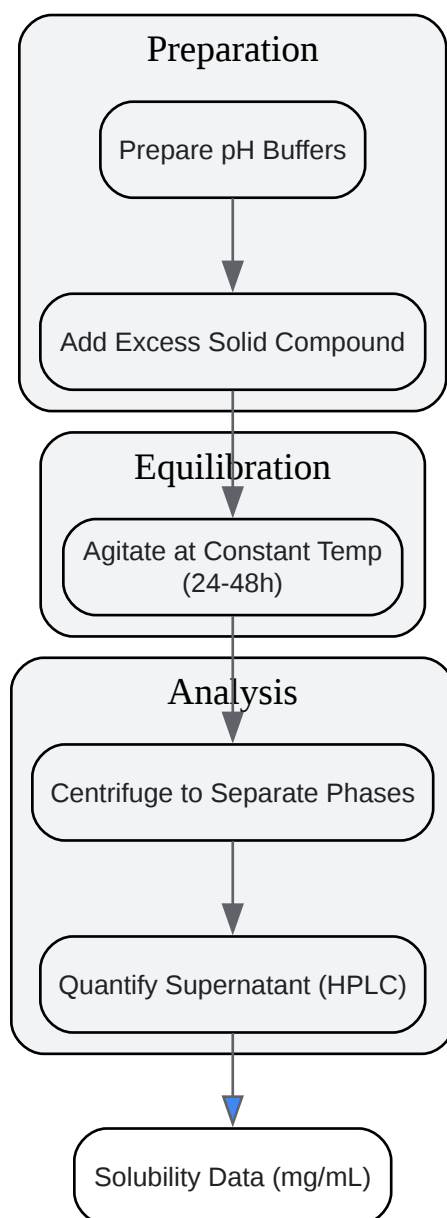 Preparation
Prepare pH Buffers
Add Excess Solid Compound
Equilibration
Agitate at Constant Temp
(24-48h)
Analysis
Centrifuge to Separate Phases
Quantify Supernatant (HPLC)
Solubility Data (mg/mL)